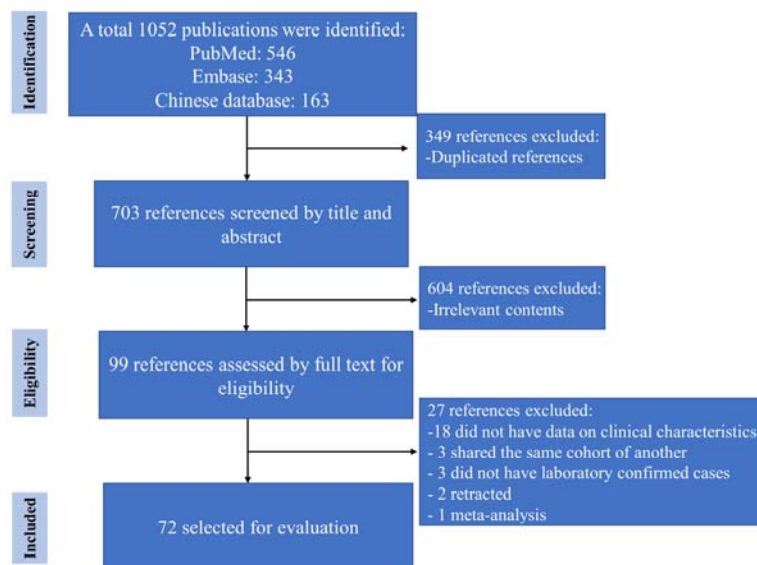 Identification
A total 1052 publications were identified:
PubMed: 546
Embase: 343
Chinese database: 163
349 references excluded:
-Duplicated references
Screening
703 references screened by title and
abstract
604 references excluded:
-Irrelevant contents
Eligibility
99 references assessed by full text for
eligibility
27 references excluded:
-18 did not have data on clinical characteristics
- 3 shared the same cohort of another
- 3 did not have laboratory confirmed cases
- 2 retracted
- 1 meta-analysis
Included
72 selected for evaluation